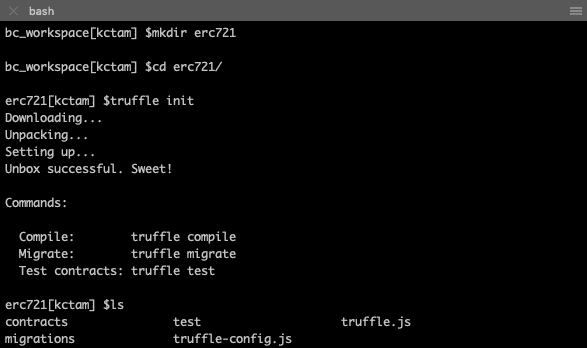 bash
bc_workspace[kctam] $mkdir erc721
bc_workspace[kctam] $cd erc721/
erc721[kctam] $truffle init
Downloading...
Unpacking...
Setting up...
Unbox successful. Sweet!
Commands:
Compile: truffle compile
Migrate: truffle migrate
Test contracts: truffle test
erc721[kctam] $ls
contracts test truffle.js
migrations truffle-config.js